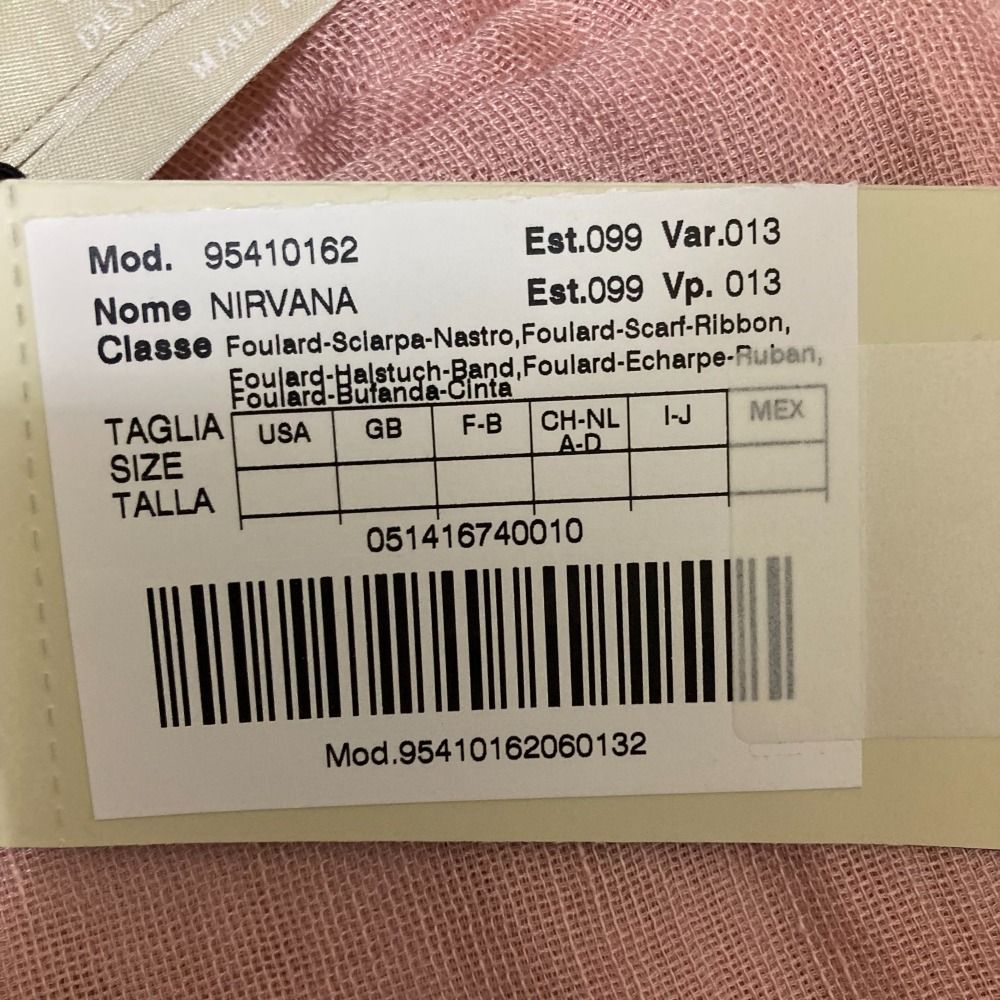 DES
MADE
Mod. 95410162 Est.099 Var.013
Nome NIRVANA Est.099 Vp. 013
Classe Foulard-Sciarpa-Nastro,Foulard-Scarf-Ribbon,
Foulard-Halstuch-Band,Foulard-Echarpe-Ruban,
Foulard-Bufanda-Cinta
TAGLIA USA GB F-B CH-NL I-J MEX
A-D
SIZE
TALLA
051416740010
Mod.95410162060132